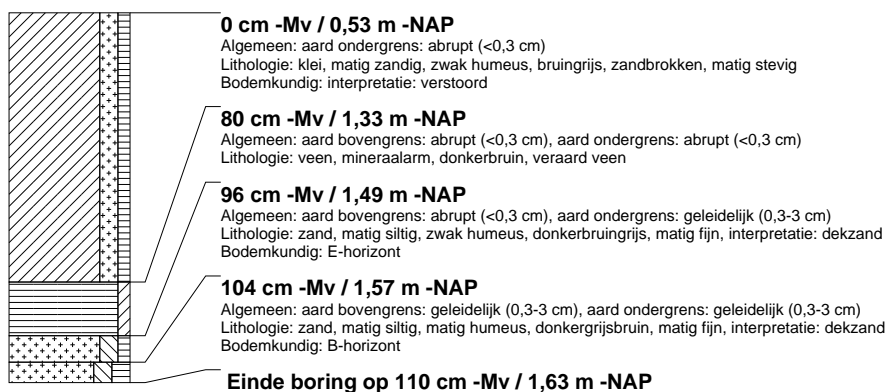 0 cm -Mv / 0,53 m -NAP
Algemeen: aard ondergrens: abrupt (<0,3 cm)
Lithologie: klei, matig zandig, zwak humeus, bruingrijs, zandbrokken, matig stevig
Bodemkundig: interpretatie: verstoord
80 cm -Mv / 1,33 m -NAP
Algemeen: aard bovengrens: abrupt (<0,3 cm), aard ondergrens: abrupt (<0,3 cm)
Lithologie: veen, mineraalarm, donkerbruin, veraard veen
96 cm -Mv / 1,49 m -NAP
Algemeen: aard bovengrens: abrupt (<0,3 cm), aard ondergrens: geleidelijk (0,3-3 cm)
Lithologie: zand, matig siltig, zwak humeus, donkerbruingrijs, matig fijn, interpretatie: dekzand
Bodemkundig: E-horizont
104 cm -Mv / 1,57 m -NAP
Algemeen: aard bovengrens: geleidelijk (0,3-3 cm), aard ondergrens: geleidelijk (0,3-3 cm)
Lithologie: zand, matig siltig, matig humeus, donkergrijsbruin, matig fijn, interpretatie: dekzand
Bodemkundig: B-horizont
Einde boring op 110 cm -Mv / 1,63 m -NAP